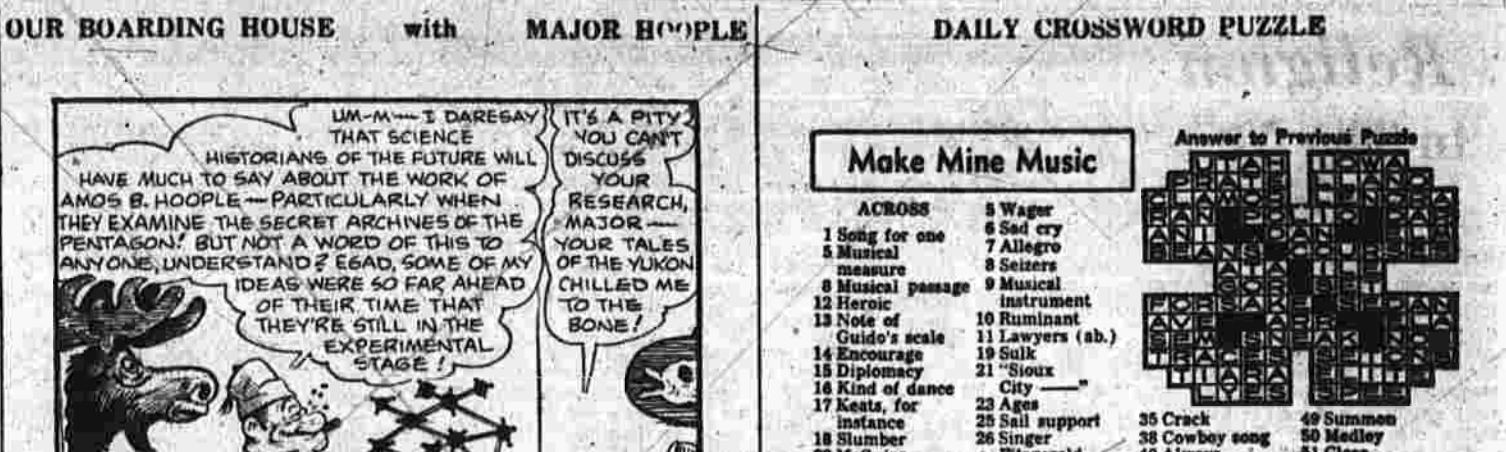 OUR BOARDING HOUSE with MAJOR HOOPLE
UM-M— I DARESAY
THAT SCIENCE
HISTORIANS OF THE FUTURE WILL
HAVE MUCH TO SAY ABOUT THE WORK OF
AMOS B. HOOPLE — PARTICULARLY WHEN
THEY EXAMINE THE SECRET ARCHIVES OF THE
PENTAGON! BUT NOT A WORD OF THIS TO
ANYONE, UNDERSTAND? EGAD, SOME OF MY
IDEAS WERE SO FAR AHEAD
OF THEIR TIME THAT
THEY'RE STILL IN THE
EXPERIMENTAL
STAGE!
IT'S A PITY
YOU CAN'T
DISCUSS
YOUR
RESEARCH,
MAJOR —
YOUR TALES
OF THE YUKON
CHILLED ME
TO THE
BONE!
DAILY CROSSWORD PUZZLE
Make Mine Music
ACROSS
1 Song for one
5 Musical
measure
8 Musical passage
12 Heroic
13 Note of
Guido's scale
14 Encourage
15 Diplomacy
16 Kind of dance
17 Keats, for
instance
18 Slumber
5 Wager
6 Sad cry
7 Allegro
8 Seizers
9 Musical
instrument
10 Ruminant
11 Lawyers (ab.)
19 Sulk
21 "Sioux
City —"
23 Ages
25 Sail support
26 Singer
Answer to Previous Puzzle
35 Crack
38 Cowboy song
49 Summon
50 Medley